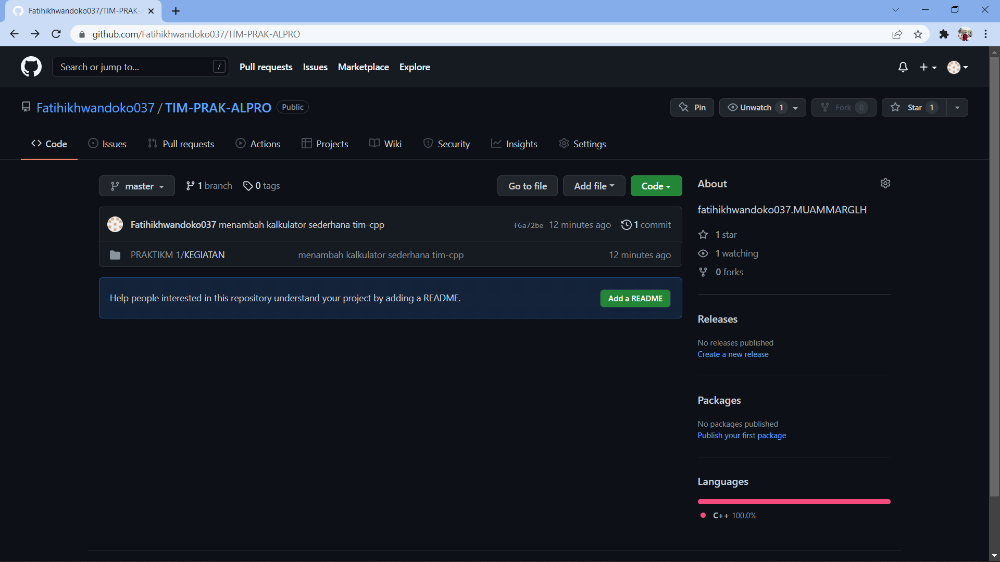 Fatihikhwandoko037/TIM-PRAK-
github.com/Fatihikhwandoko037/TIM-PRAK-ALPRO
Search or jump to... /
Pull requests Issues Marketplace Explore
Fatihikhwandoko037 / TIM-PRAK-ALPRO Public
Pin Unwatch 1 Fork 0 Star 1
Code Issues Pull requests Actions Projects Wiki Security Insights Settings
master 1 branch 0 tags Go to file Add file Code
Fatihikhwandoko037 menambah kalkulator sederhana tim-cpp f6a72be 12 minutes ago 1 commit
PRAKTIKM 1/KEGIATAN menambah kalkulator sederhana tim-cpp 12 minutes ago
Help people interested in this repository understand your project by adding a README. Add a README
About
fatihikhwandoko037.MUAMMARGLH
1 star
1 watching
0 forks
Releases
No releases published
Create a new release
Packages
No packages published
Publish your first package
Languages
C++ 100.0%